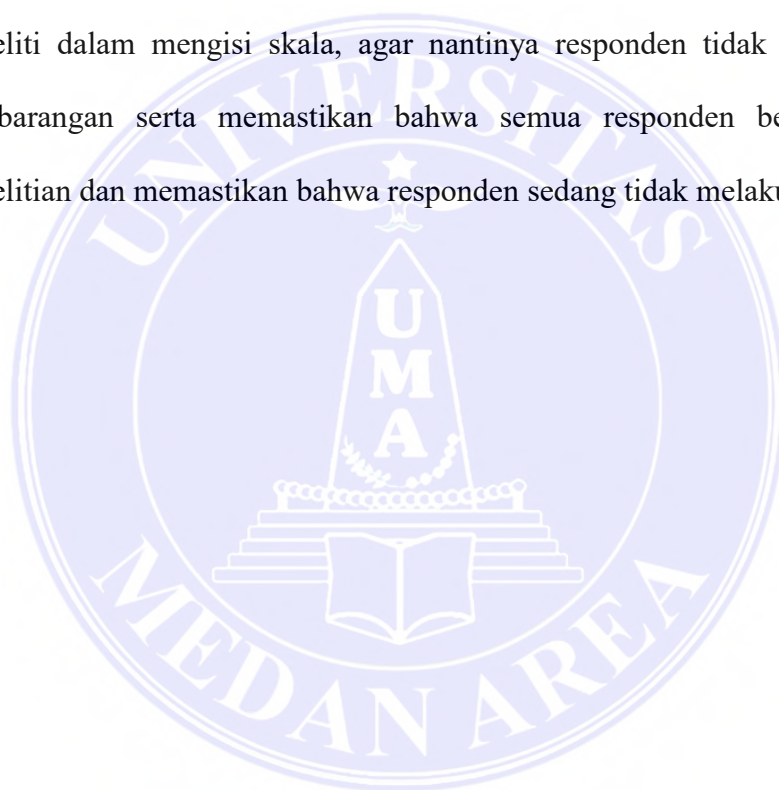 eliti dalam mengisi skala, agar nantinya responden tidak
barangan serta memastikan bahwa semua responden be
elitian dan memastikan bahwa responden sedang tidak melaku
UNIVERSITAS
UMA
MEDAN AREA